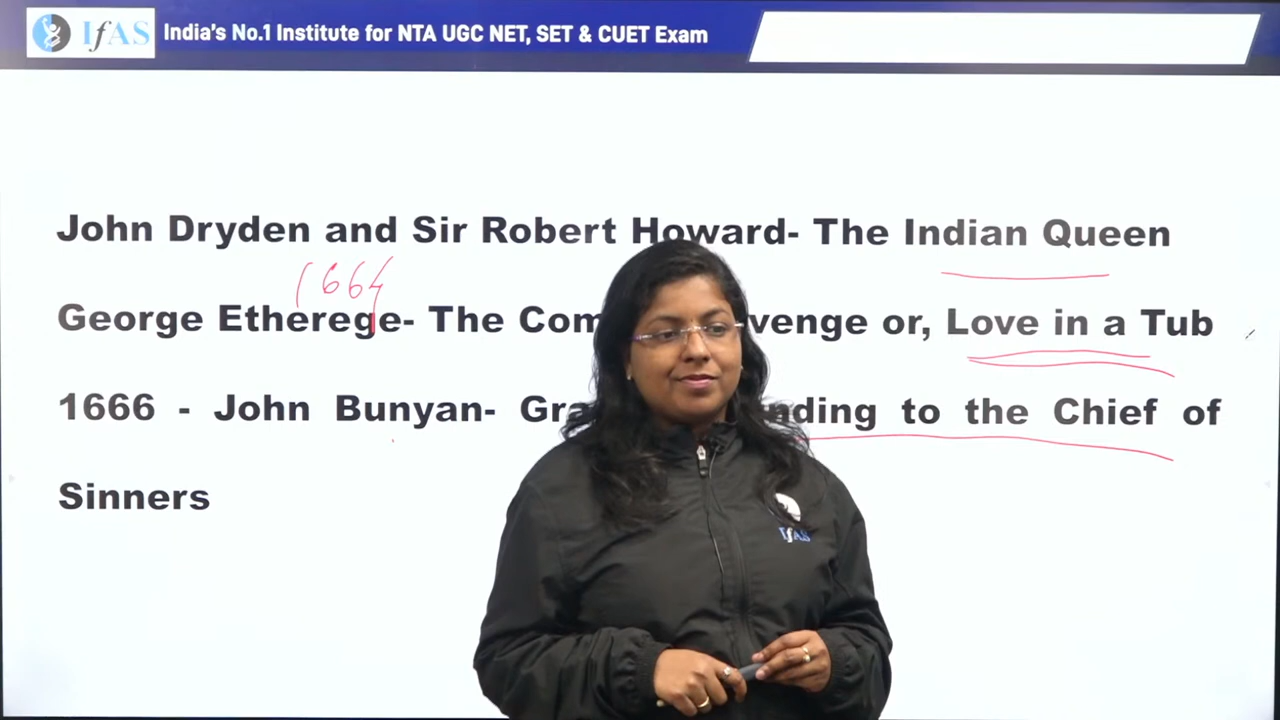 IfAS India's No.1 Institute for NTA UGC NET, SET & CUET Exam
John Dryden and Sir Robert Howard- The Indian Queen
1664
George Etherege- The Com venge or, Love in a Tub
1666 - John Bunyan- Gra nding to the Chief of
Sinners
IfAS